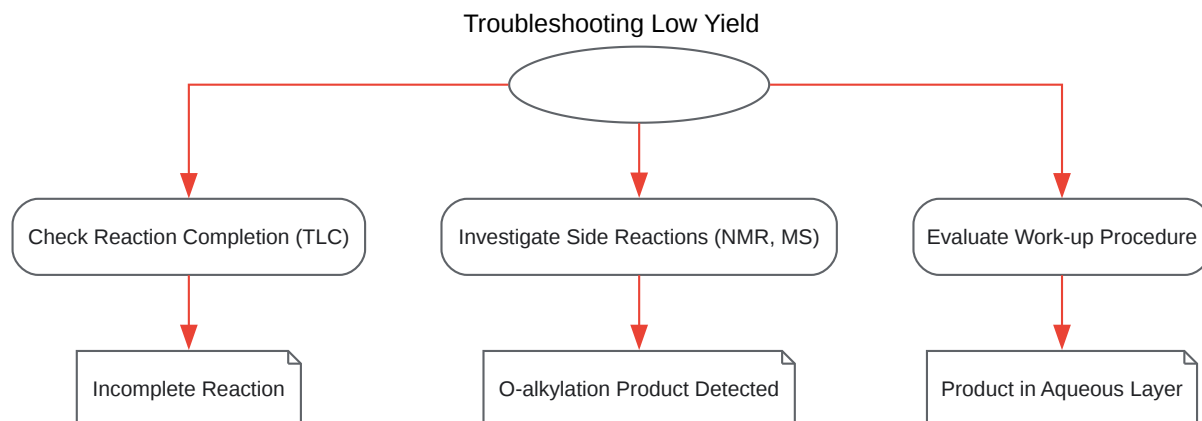 Troubleshooting Low Yield
Check Reaction Completion (TLC)
Investigate Side Reactions (NMR, MS)
Evaluate Work-up Procedure
Incomplete Reaction
O-alkylation Product Detected
Product in Aqueous Layer